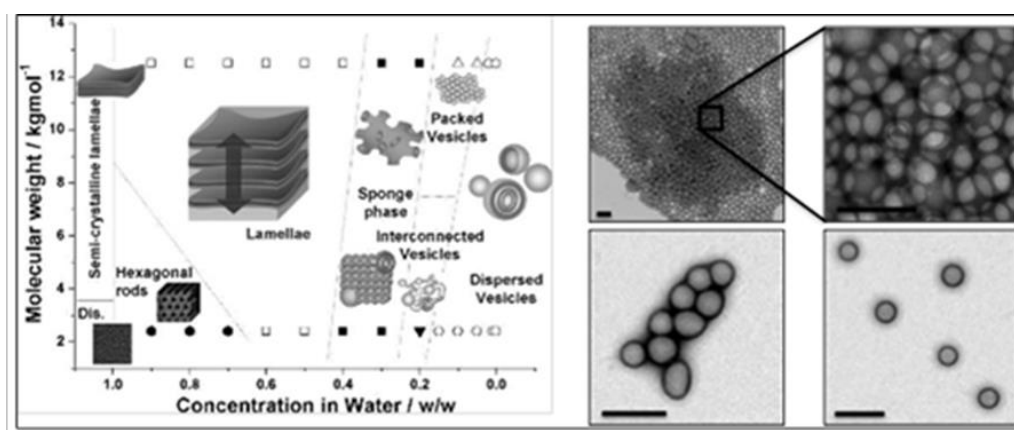 Molecular weight / kgmol⁻¹
14
12
10
8
6
4
2
Semi-crystalline lamellae
Dis.
Hexagonal
rods
Lamellae
Sponge
phase
Packed
Vesicles
Interconnected
Vesicles
Dispersed
Vesicles
1.0
0.8
0.6
0.4
0.2
0.0
Concentration in Water / w/w